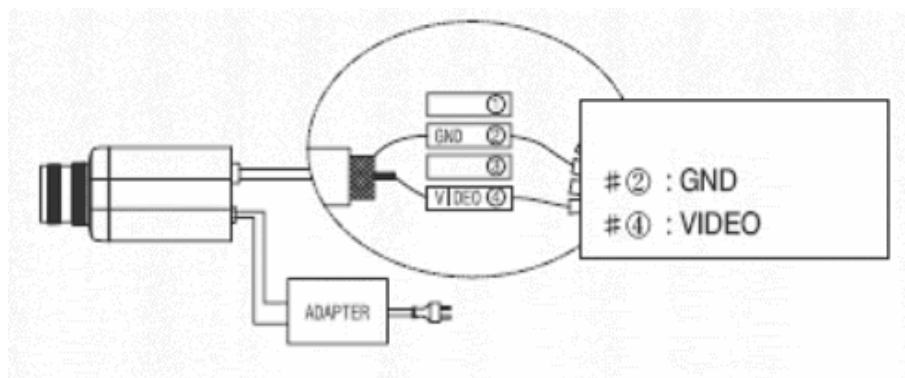 ①
GND ②
③
VIDEO ④
#② : GND
#④ : VIDEO
ADAPTER